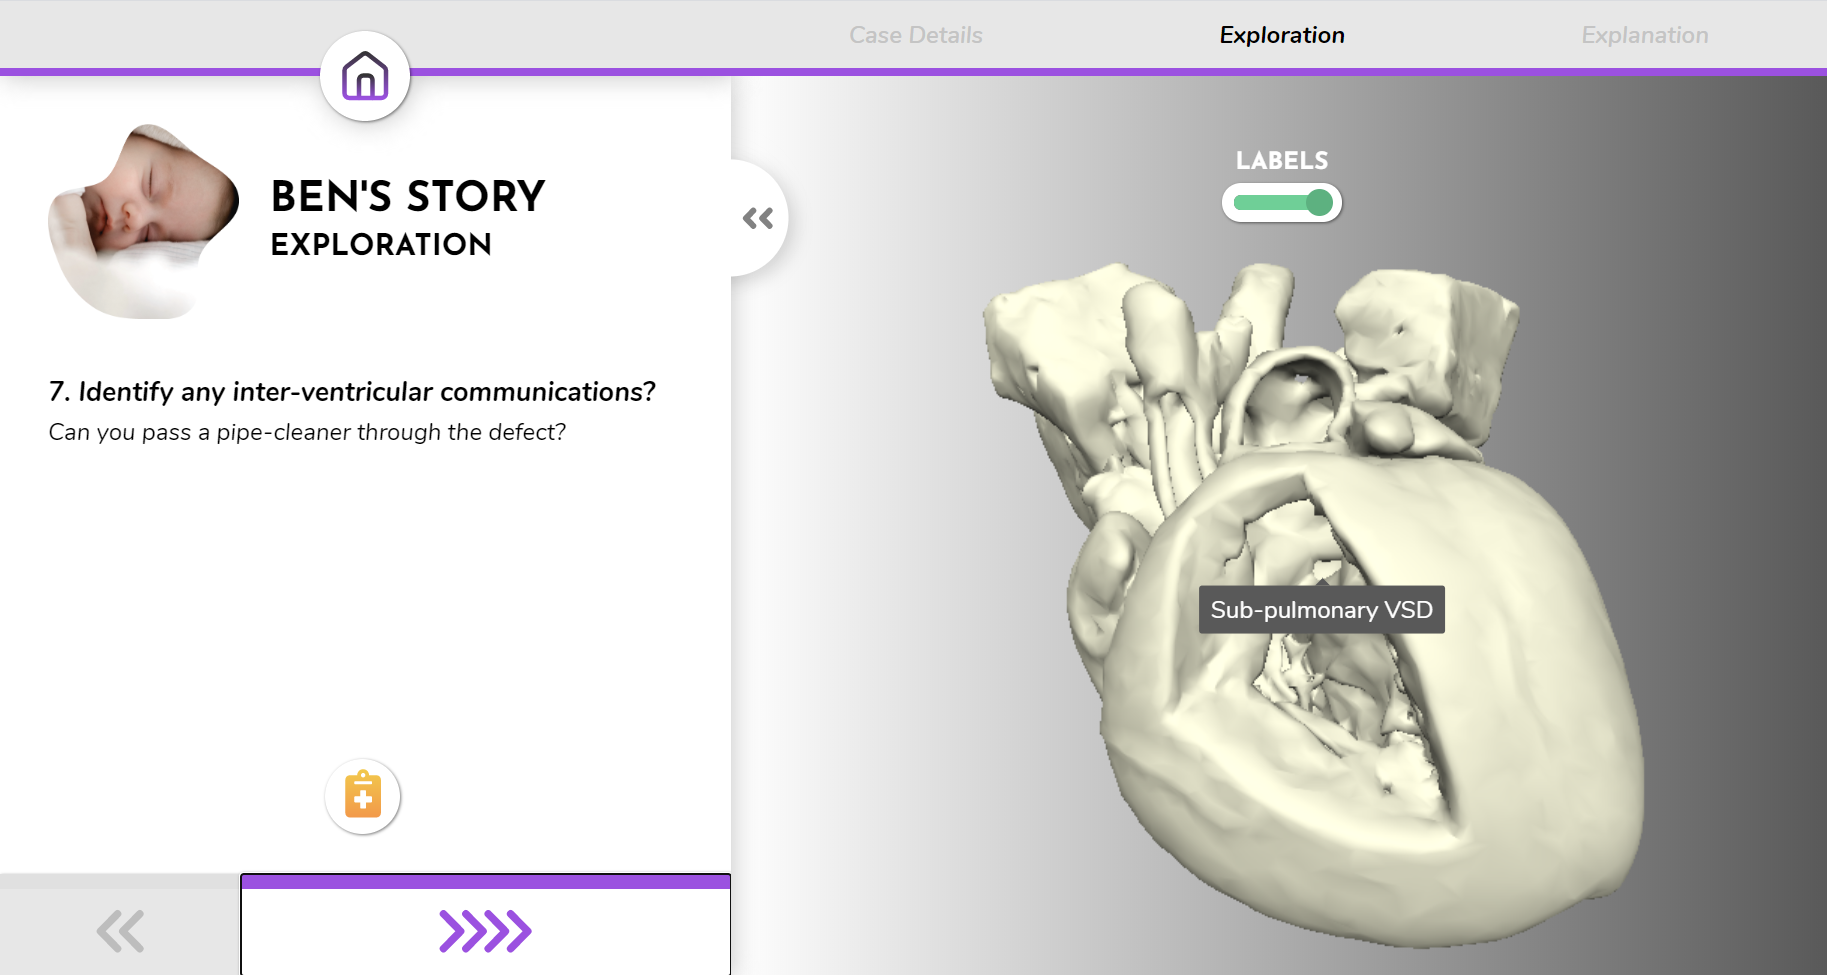 Case Details
Exploration
Explanation
BEN'S STORY
EXPLORATION
LABELS
7. Identify any inter-ventricular communications?
Can you pass a pipe-cleaner through the defect?
Sub-pulmonary VSD